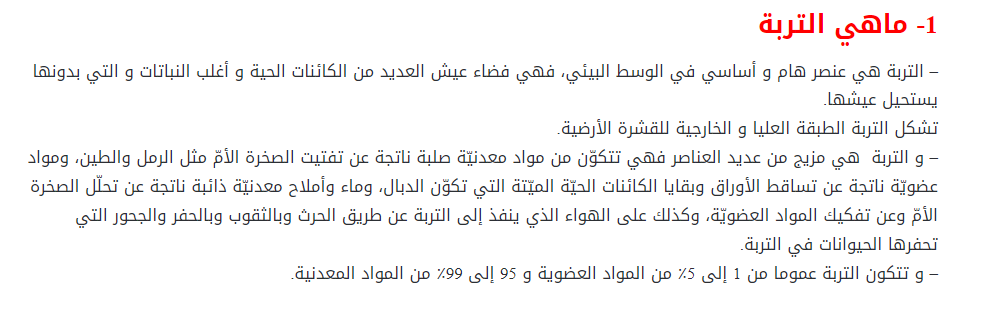 1- ماهي التربة
– التربة هي عنصر هام و أساسي في الوسط البيئي، فهي فضاء عيش العديد من الكائنات الحية و أغلب النباتات و التي بدونها
يستحيل عيشها.
تشكل التربة الطبقة العليا و الخارجية للقشرة الأرضية.
– و التربة هي مزيج من عديد العناصر فهي تتكوّن من مواد معدنيّة صلبة ناتجة عن تفتيت الصخرة الأمّ مثل الرمل والطين، ومواد
عضويّة ناتجة عن تساقط الأوراق وبقايا الكائنات الحيّة الميّتة التي تكوّن الدبال، وماء وأملاح معدنيّة ذائبة ناتجة عن تحلّل الصخرة
الأمّ وعن تفكيك المواد العضويّة، وكذلك على الهواء الذي ينفذ إلى التربة عن طريق الحرث وبالثقوب وبالحفر والجحور التي
تحفرها الحيوانات في التربة.
– و تتكون التربة عموما من 1 إلى 5٪ من المواد العضوية و 95 إلى 99٪ من المواد المعدنية.